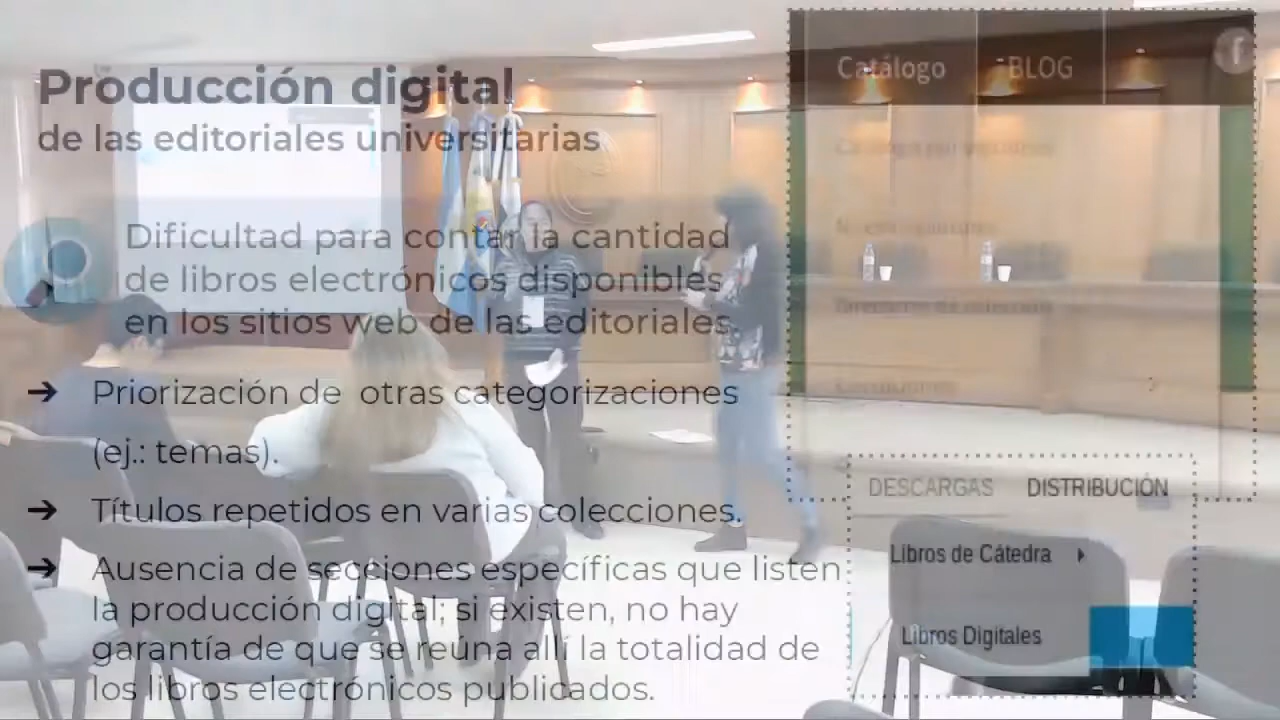 Producción digital
de las editoriales universitarias
Dificultad para contar la cantidad
de libros electrónicos disponibles
en los sitios web de las editoriales
➔ Priorización de otras categorizaciones
(ej.: temas).
➔ Títulos repetidos en varias colecciones.
➔ Ausencia de secciones específicas que listen
la producción digital; si existen, no hay
garantía de que se reúna allí la totalidad de
los libros electrónicos publicados.
Catálogo BLOG
f
DESCARGAS DISTRIBUCIÓN
Libros de Cátedra
Libros Digitales